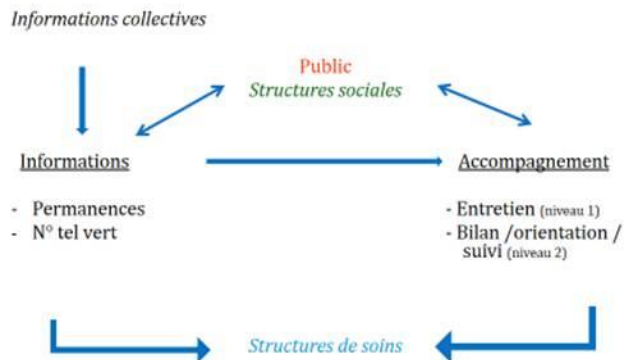 Informations collectives
Public
Structures sociales
Informations
Accompagnement
- Permanences
- N° tel vert
- Entretien (niveau 1)
- Bilan /orientation /
suivi (niveau 2)
Structures de soins